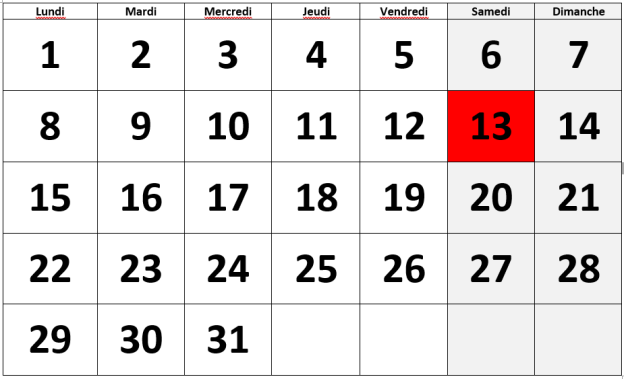 Lundi Mardi Mercredi Jeudi Vendredi Samedi Dimanche
1 2 3 4 5 6 7
8 9 10 11 12 13 14
15 16 17 18 19 20 21
22 23 24 25 26 27 28
29 30 31